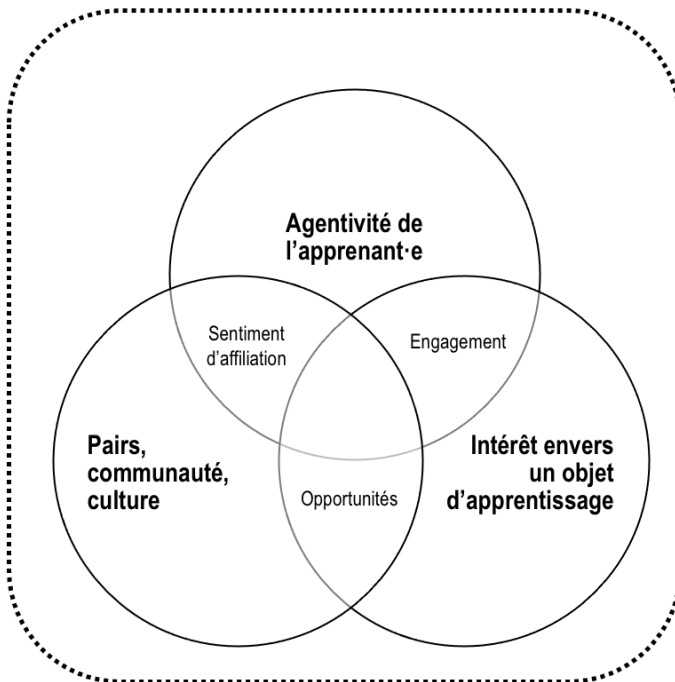 Agentivité de
l’apprenant·e
Sentiment
d’affiliation
Engagement
Pairs,
communauté,
culture
Intérêt envers
un objet
d’apprentissage
Opportunités